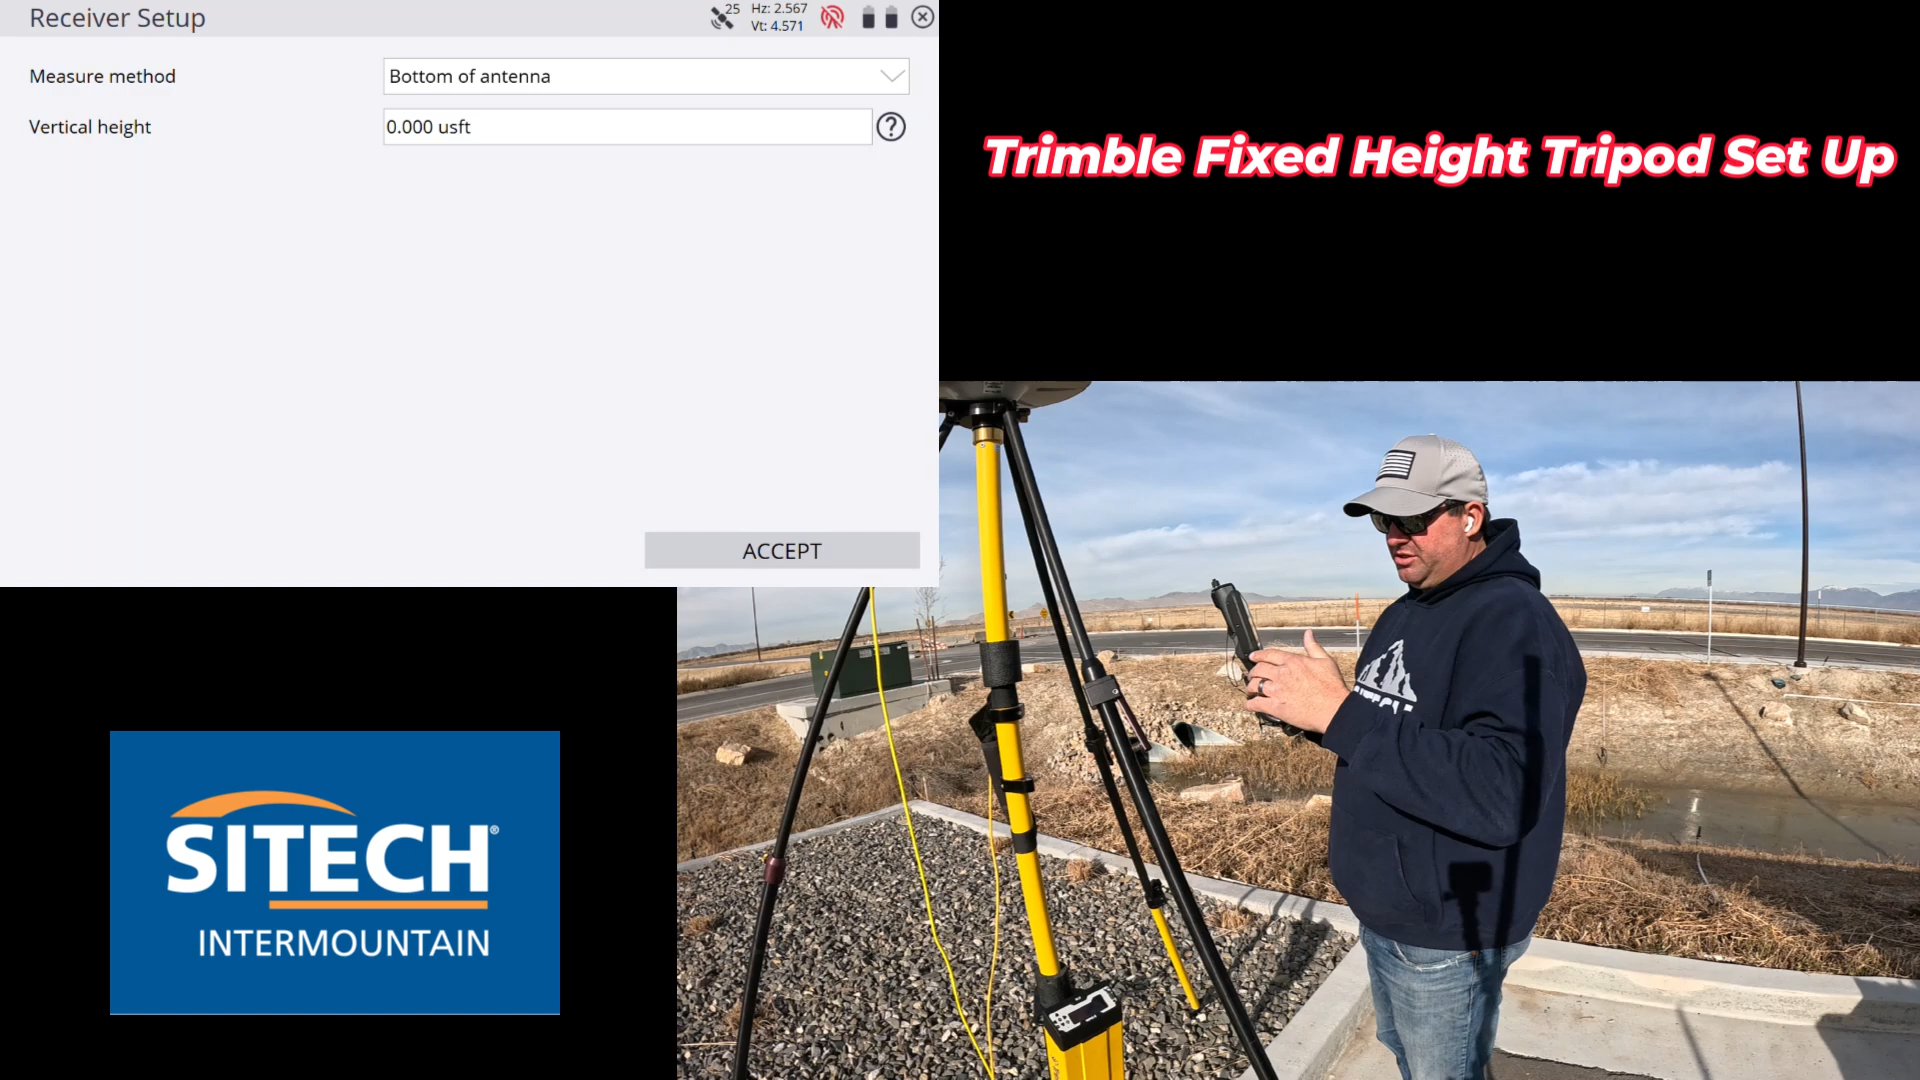 Receiver Setup
25
Hz: 2.567
Vt: 4.571
Measure method
Bottom of antenna
Vertical height
0.000 usft
?
ACCEPT
Trimble Fixed Height Tripod Set Up
SITECH®
INTERMOUNTAIN